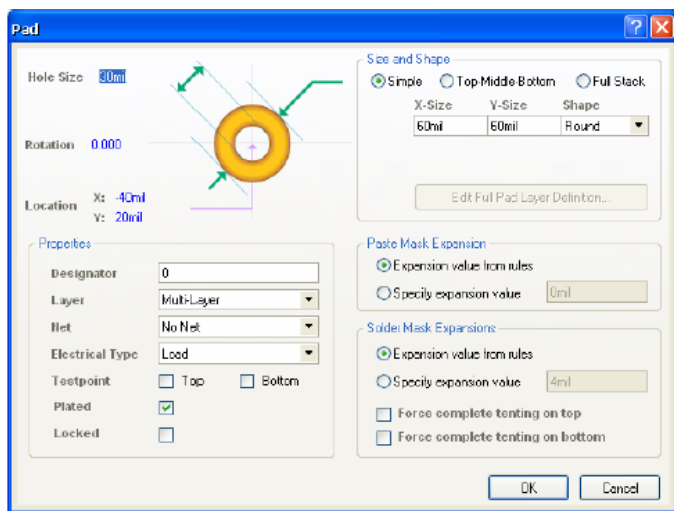 Pad
Hole Size 30mil
Rotation 0.000
Location X: -40mil
Y: 20mil
Size and Shape
Simple Top-Middle-Bottom Full Stack
X-Size Y-Size Shape
60mil 60mil Round
Edit Full Pad Layer Definition...
Properties
Designator 0
Layer Multi-Layer
Net No Net
Electrical Type Load
Testpoint Top Bottom
Plated
Locked
Paste Mask Expansion
Expansion value from rules
Specify expansion value 0mil
Solder Mask Expansions
Expansion value from rules
Specify expansion value 4mil
Force complete tenting on top
Force complete tenting on bottom
OK Cancel